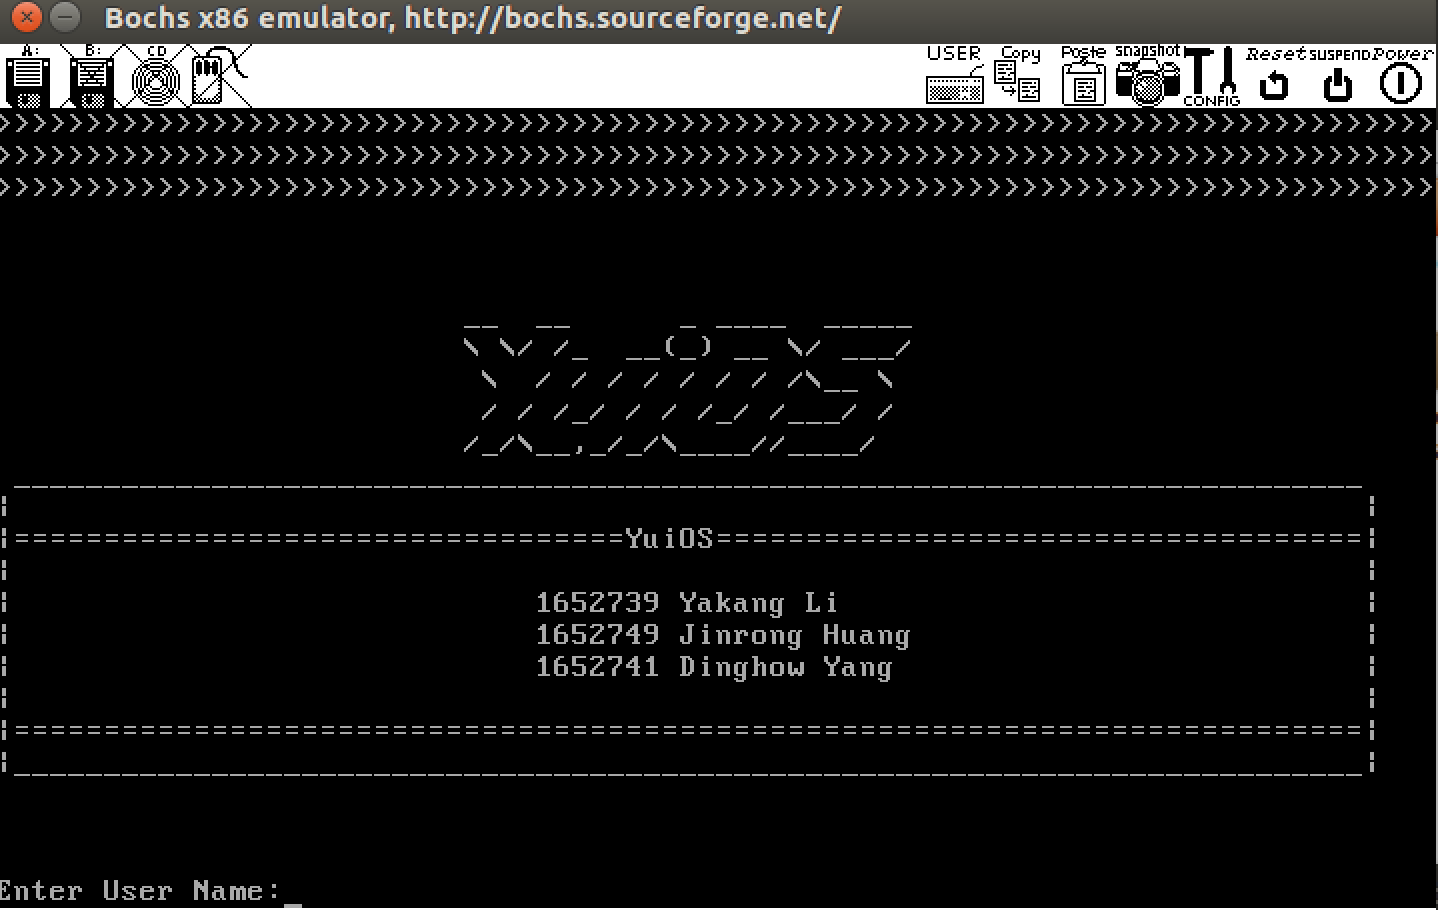 Bochs x86 emulator, http://bochs.sourceforge.net/
A: B: CD USER Copy Paste snapshot CONFIG Reset SUSPEND Power
>>>>>>>>>>>>>>>>>>>>>>>>>>>>>>>>>>>>>>>>>>>>>>>>>>>>>>>>>>>>>>>>>>>>>>>>>>>>>>>>
>>>>>>>>>>>>>>>>>>>>>>>>>>>>>>>>>>>>>>>>>>>>>>>>>>>>>>>>>>>>>>>>>>>>>>>>>>>>>>>>
>>>>>>>>>>>>>>>>>>>>>>>>>>>>>>>>>>>>>>>>>>>>>>>>>>>>>>>>>>>>>>>>>>>>>>>>>>>>>>>>
YuiOS
==================================YuiOS====================================
1652739 Yakang Li
1652749 Jinrong Huang
1652741 Dinghow Yang
===========================================================================
Enter User Name:_